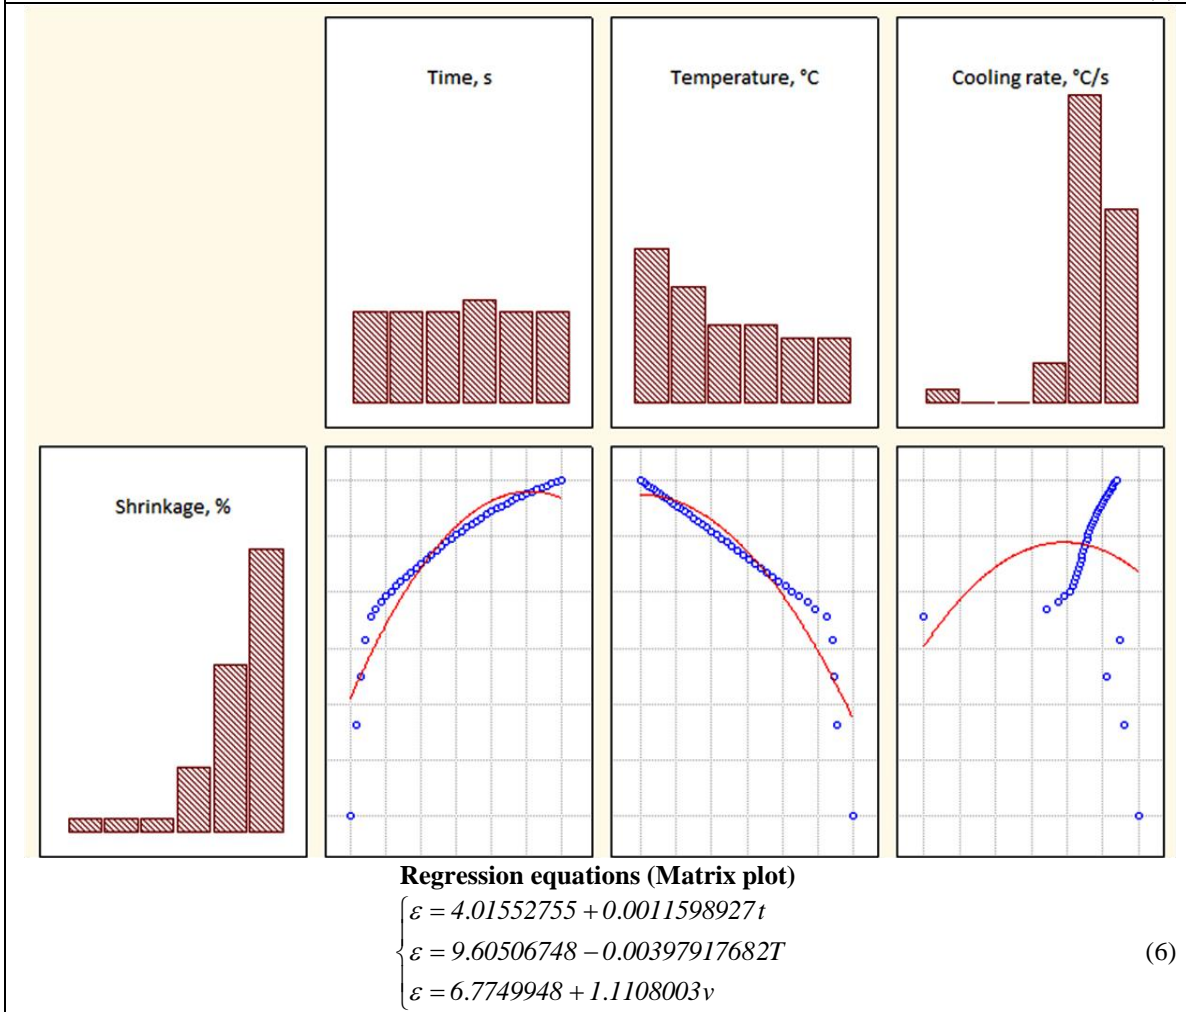 Time, s
Temperature, °C
Cooling rate, °C/s
Shrinkage, %
Regression equations (Matrix plot)
ε = 4.01552755 + 0.0011598927t
ε = 9.60506748 − 0.00397917682T
(6)
ε = 6.7749948 + 1.1108003v